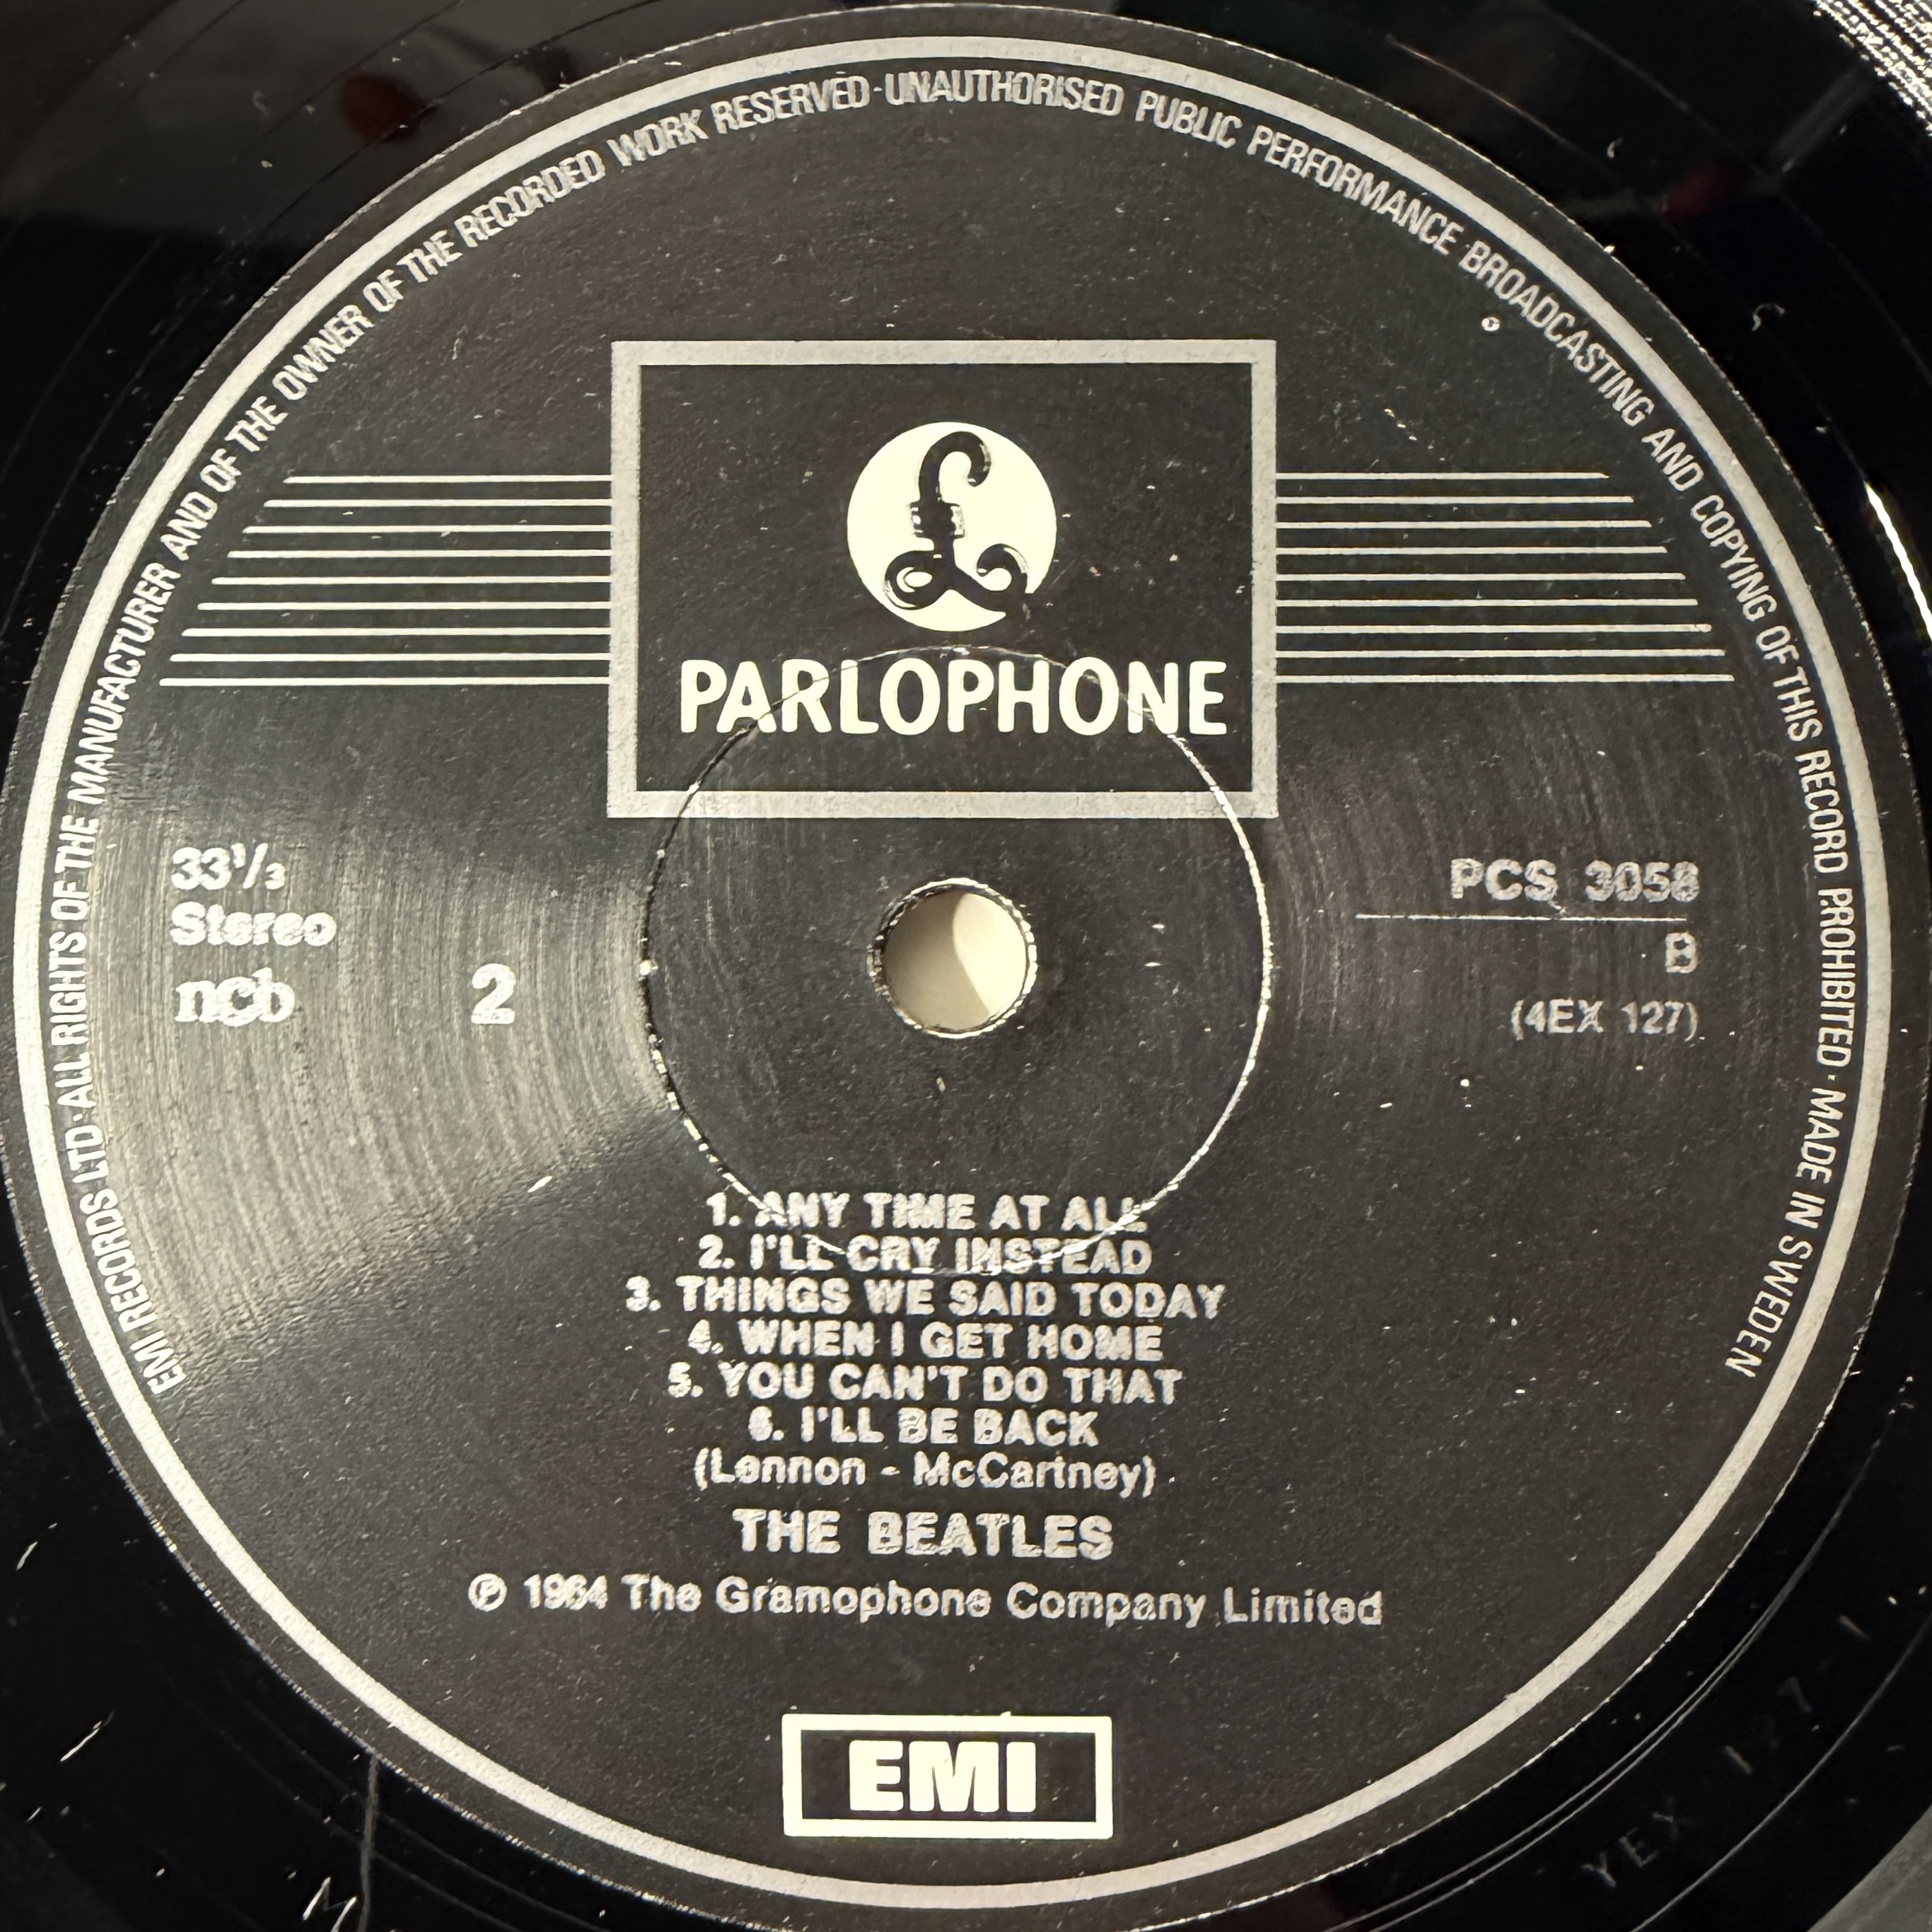 EMI RECORDS LTD·ALL RIGHTS OF THE MANUFACTURER AND OF THE OWNER OF THE RECORDED WORK RESERVED·UNAUTHORISED PUBLIC PERFORMANCE BROADCASTING AND COPYING OF THIS RECORD PROHIBITED·MADE IN SWEDEN
£
PARLOPHONE
33⅓
Stereo
ncb
2
PCS 3058
B
(4EX 127)
1. ANY TIME AT ALL
2. I'LL CRY INSTEAD
3. THINGS WE SAID TODAY
4. WHEN I GET HOME
5. YOU CAN'T DO THAT
6. I'LL BE BACK
(Lennon - McCartney)
THE BEATLES
℗ 1964 The Gramophone Company Limited
EMI
YEX 127